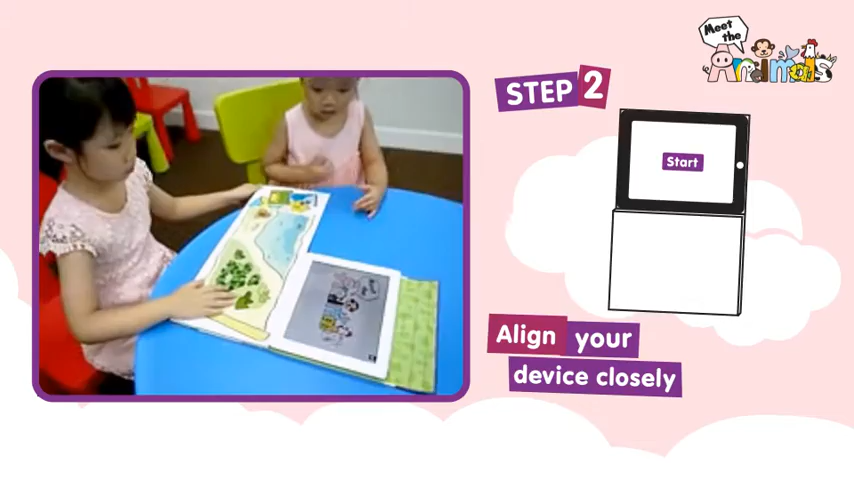 Meet
the
Animals
STEP 2
Start
Align your
device closely